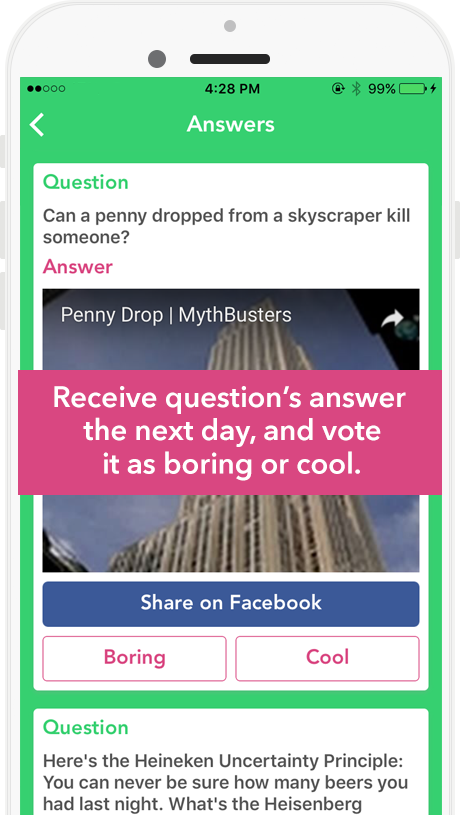 4:28 PM
99%
Answers
Question
Can a penny dropped from a skyscraper kill
someone?
Answer
Penny Drop | MythBusters
Receive question’s answer
the next day, and vote
it as boring or cool.
Share on Facebook
Boring
Cool
Question
Here's the Heineken Uncertainty Principle:
You can never be sure how many beers you
had last night. What's the Heisenberg